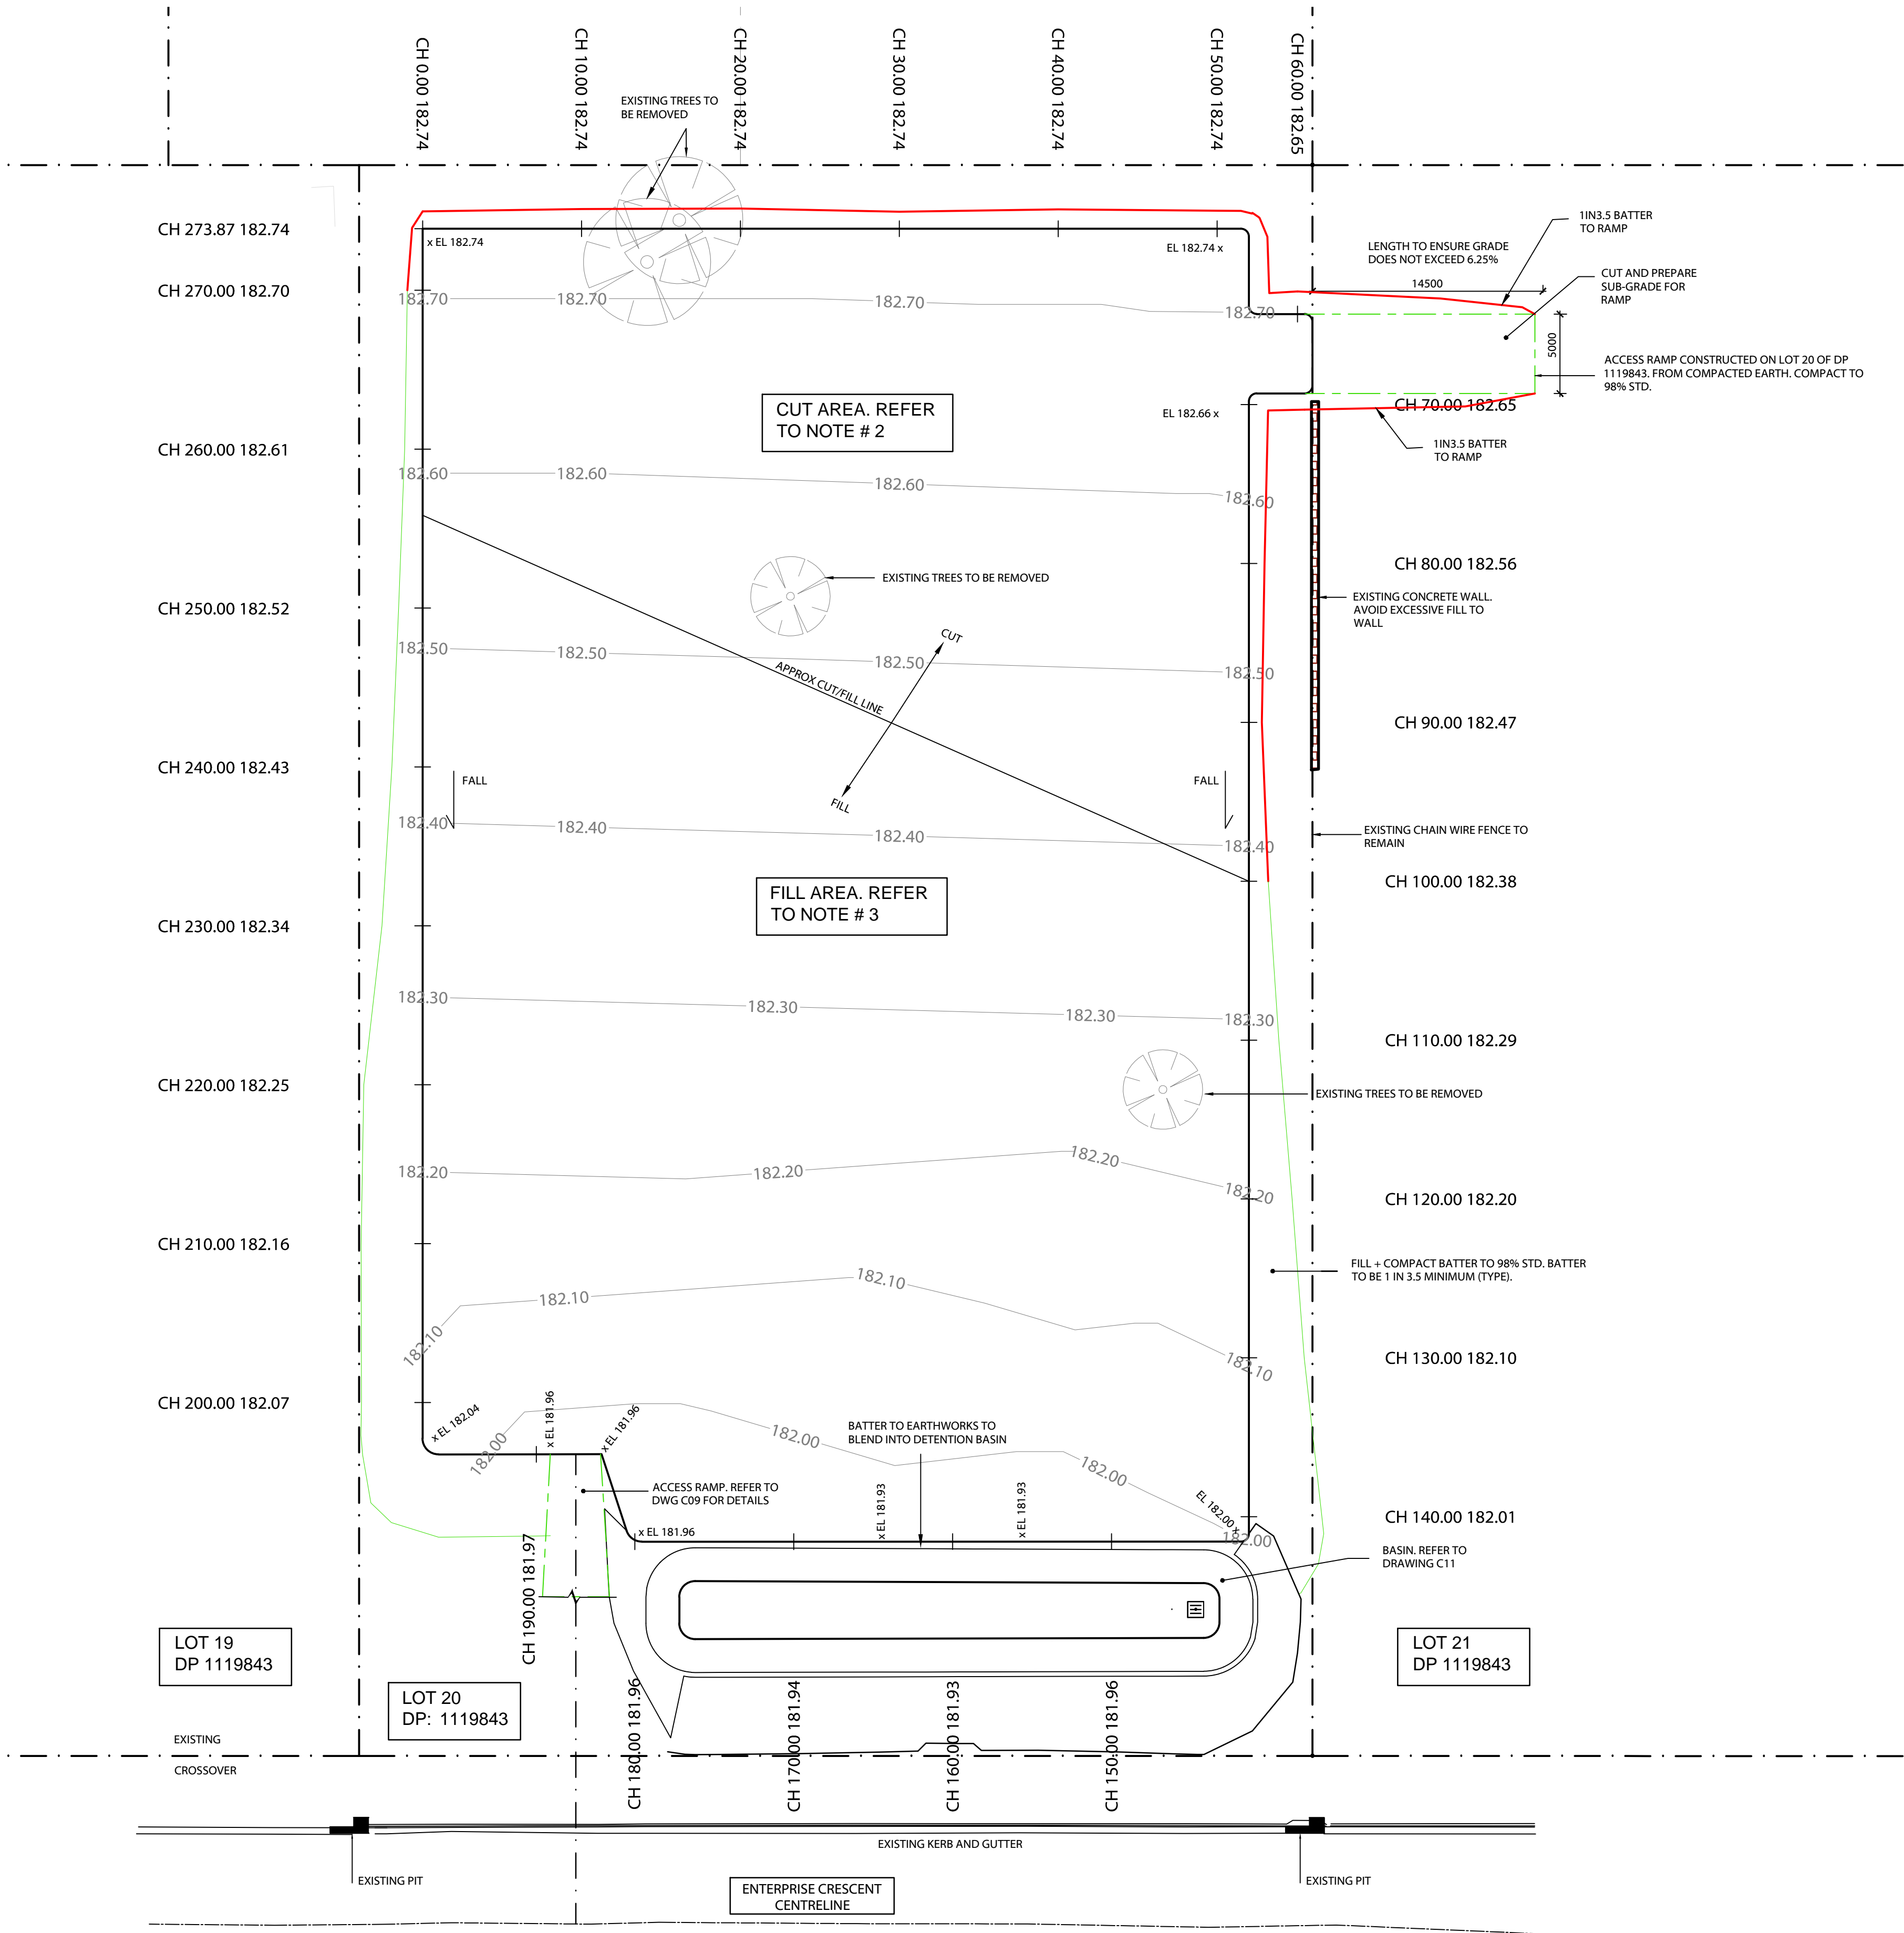 CH 0.00 182.74
CH 10.00 182.74
CH 20.00 182.74
CH 30.00 182.74
CH 40.00 182.74
CH 50.00 182.74
CH 60.00 182.65
EXISTING TREES TO
BE REMOVED
CH 273.87 182.74
x EL 182.74
EL 182.74 x
1IN3.5 BATTER
TO RAMP
LENGTH TO ENSURE GRADE
DOES NOT EXCEED 6.25%
14500
CUT AND PREPARE
SUB-GRADE FOR
RAMP
CH 270.00 182.70
182.70
182.70
182.70
182.70
5000
ACCESS RAMP CONSTRUCTED ON LOT 20 OF DP
1119843. FROM COMPACTED EARTH. COMPACT TO
98% STD.
CUT AREA. REFER
TO NOTE # 2
EL 182.66 x
CH 70.00 182.65
1IN3.5 BATTER
TO RAMP
CH 260.00 182.61
182.60
182.60
182.60
182.60
CH 80.00 182.56
EXISTING TREES TO BE REMOVED
EXISTING CONCRETE WALL.
AVOID EXCESSIVE FILL TO
WALL
CH 250.00 182.52
CUT
182.50
182.50
182.50
182.50
APPROX CUT/FILL LINE
CH 90.00 182.47
CH 240.00 182.43
FALL
FALL
FILL
182.40
182.40
182.40
182.40
EXISTING CHAIN WIRE FENCE TO
REMAIN
CH 100.00 182.38
FILL AREA. REFER
TO NOTE # 3
CH 230.00 182.34
182.30
182.30
182.30
182.30
CH 110.00 182.29
CH 220.00 182.25
EXISTING TREES TO BE REMOVED
182.20
182.20
182.20
182.20
CH 120.00 182.20
CH 210.00 182.16
FILL + COMPACT BATTER TO 98% STD. BATTER
TO BE 1 IN 3.5 MINIMUM (TYPE).
182.10
182.10
182.10
182.10
CH 130.00 182.10
CH 200.00 182.07
x EL 182.04
x EL 181.96
x EL 181.96
182.00
182.00
182.00
182.00
BATTER TO EARTHWORKS TO
BLEND INTO DETENTION BASIN
ACCESS RAMP. REFER TO
DWG C09 FOR DETAILS
x EL 181.96
x EL 181.93
x EL 181.93
EL 182.00 x
CH 140.00 182.01
BASIN. REFER TO
DRAWING C11
CH 190.00 181.97
LOT 19
DP 1119843
LOT 21
DP 1119843
LOT 20
DP: 1119843
CH 180.00 181.96
CH 170.00 181.94
CH 160.00 181.93
CH 150.00 181.96
EXISTING
CROSSOVER
EXISTING KERB AND GUTTER
EXISTING PIT
EXISTING PIT
ENTERPRISE CRESCENT
CENTRELINE